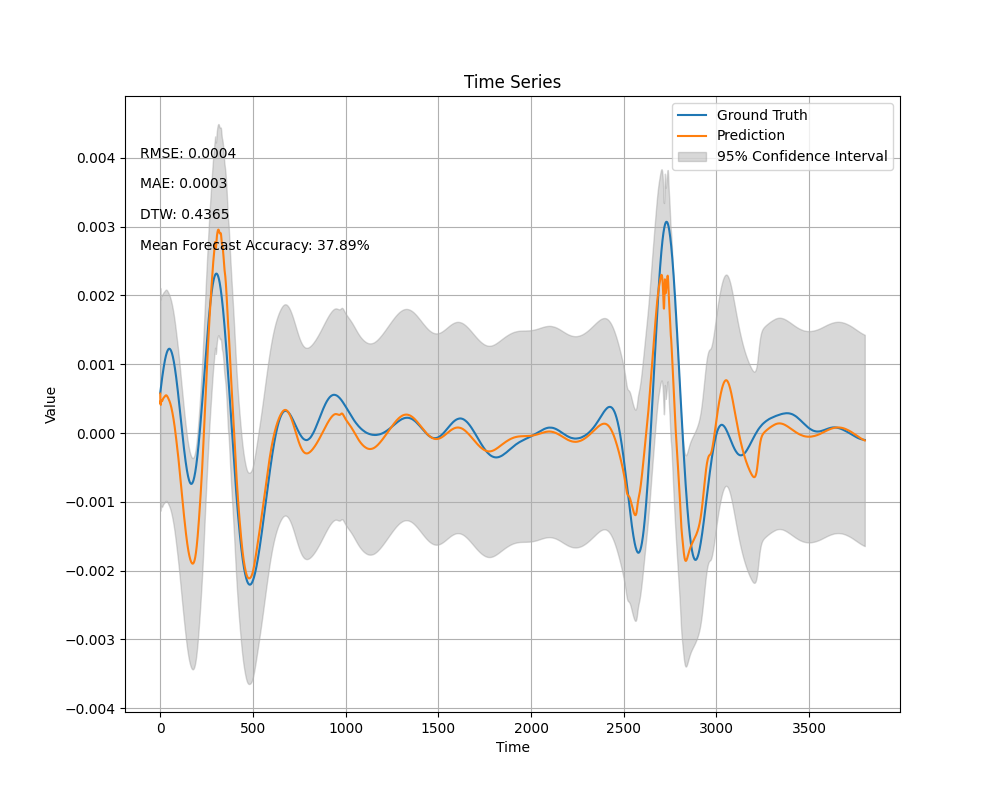 Time Series
Ground Truth
Prediction
95% Confidence Interval
RMSE: 0.0004
MAE: 0.0003
DTW: 0.4365
Mean Forecast Accuracy: 37.89%
Value
0.004
0.003
0.002
0.001
0.000
−0.001
−0.002
−0.003
−0.004
0 500 1000 1500 2000 2500 3000 3500
Time